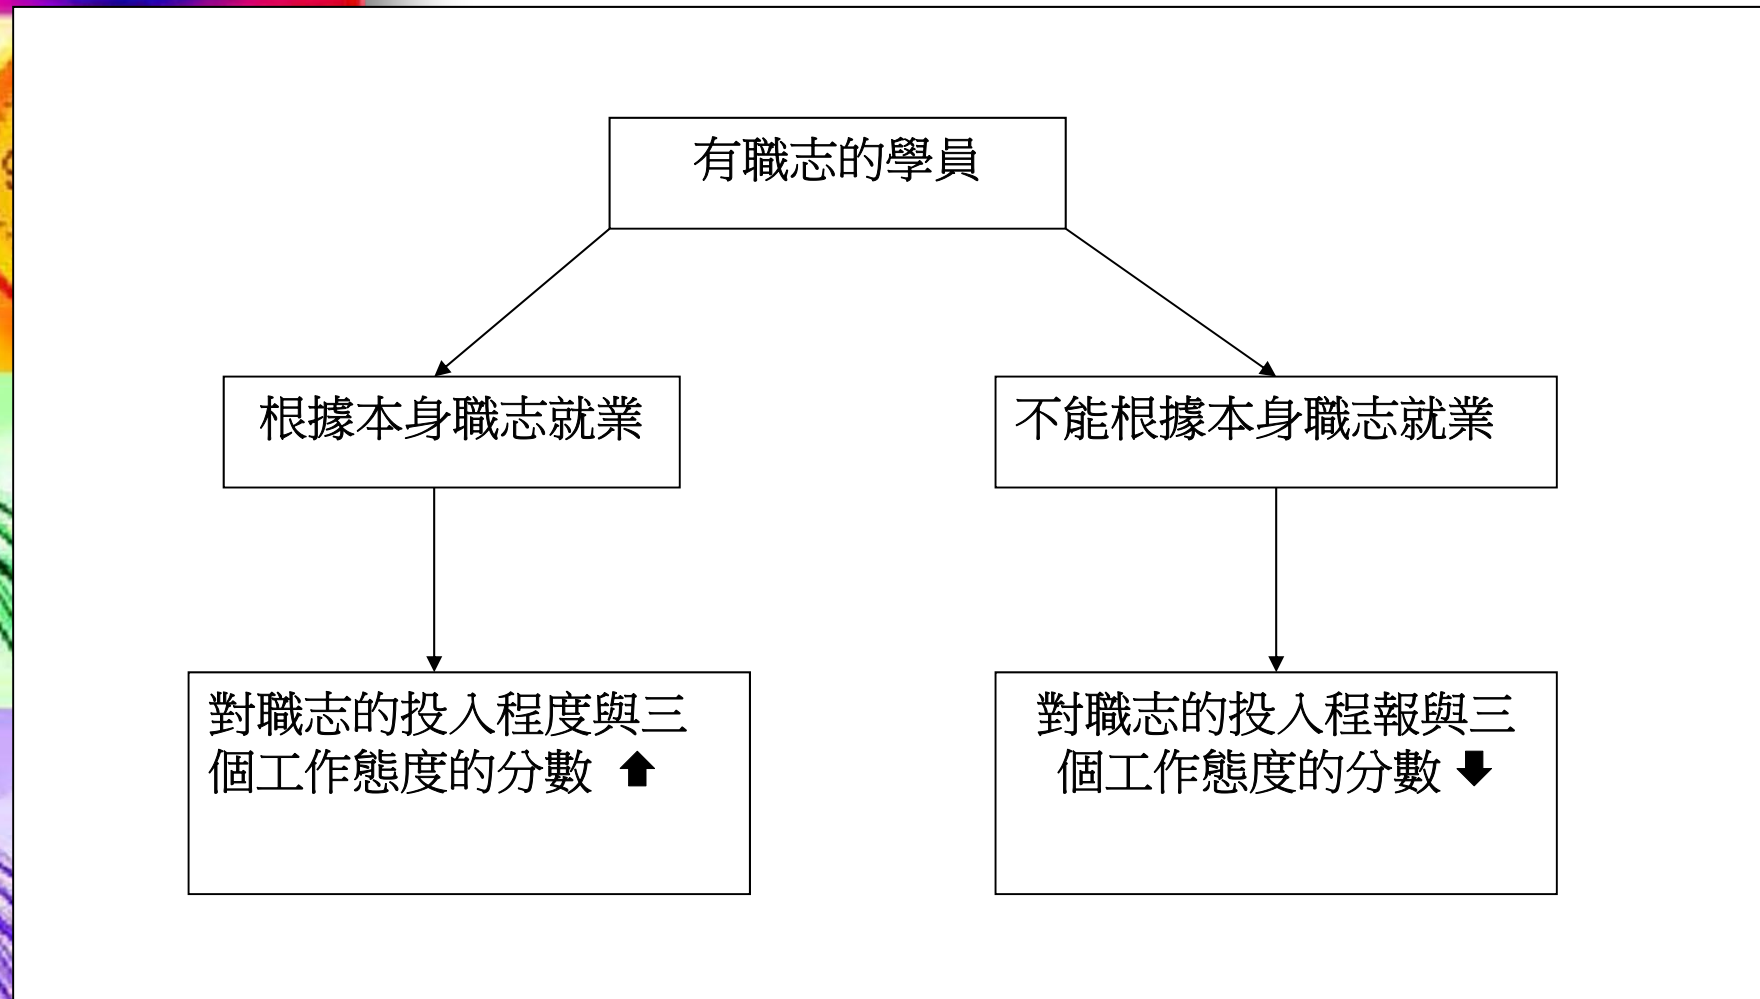 有職志的學員
根據本身職志就業
不能根據本身職志就業
對職志的投入程度與三
個工作態度的分數 ⬆
對職志的投入程報與三
個工作態度的分數 ⬇